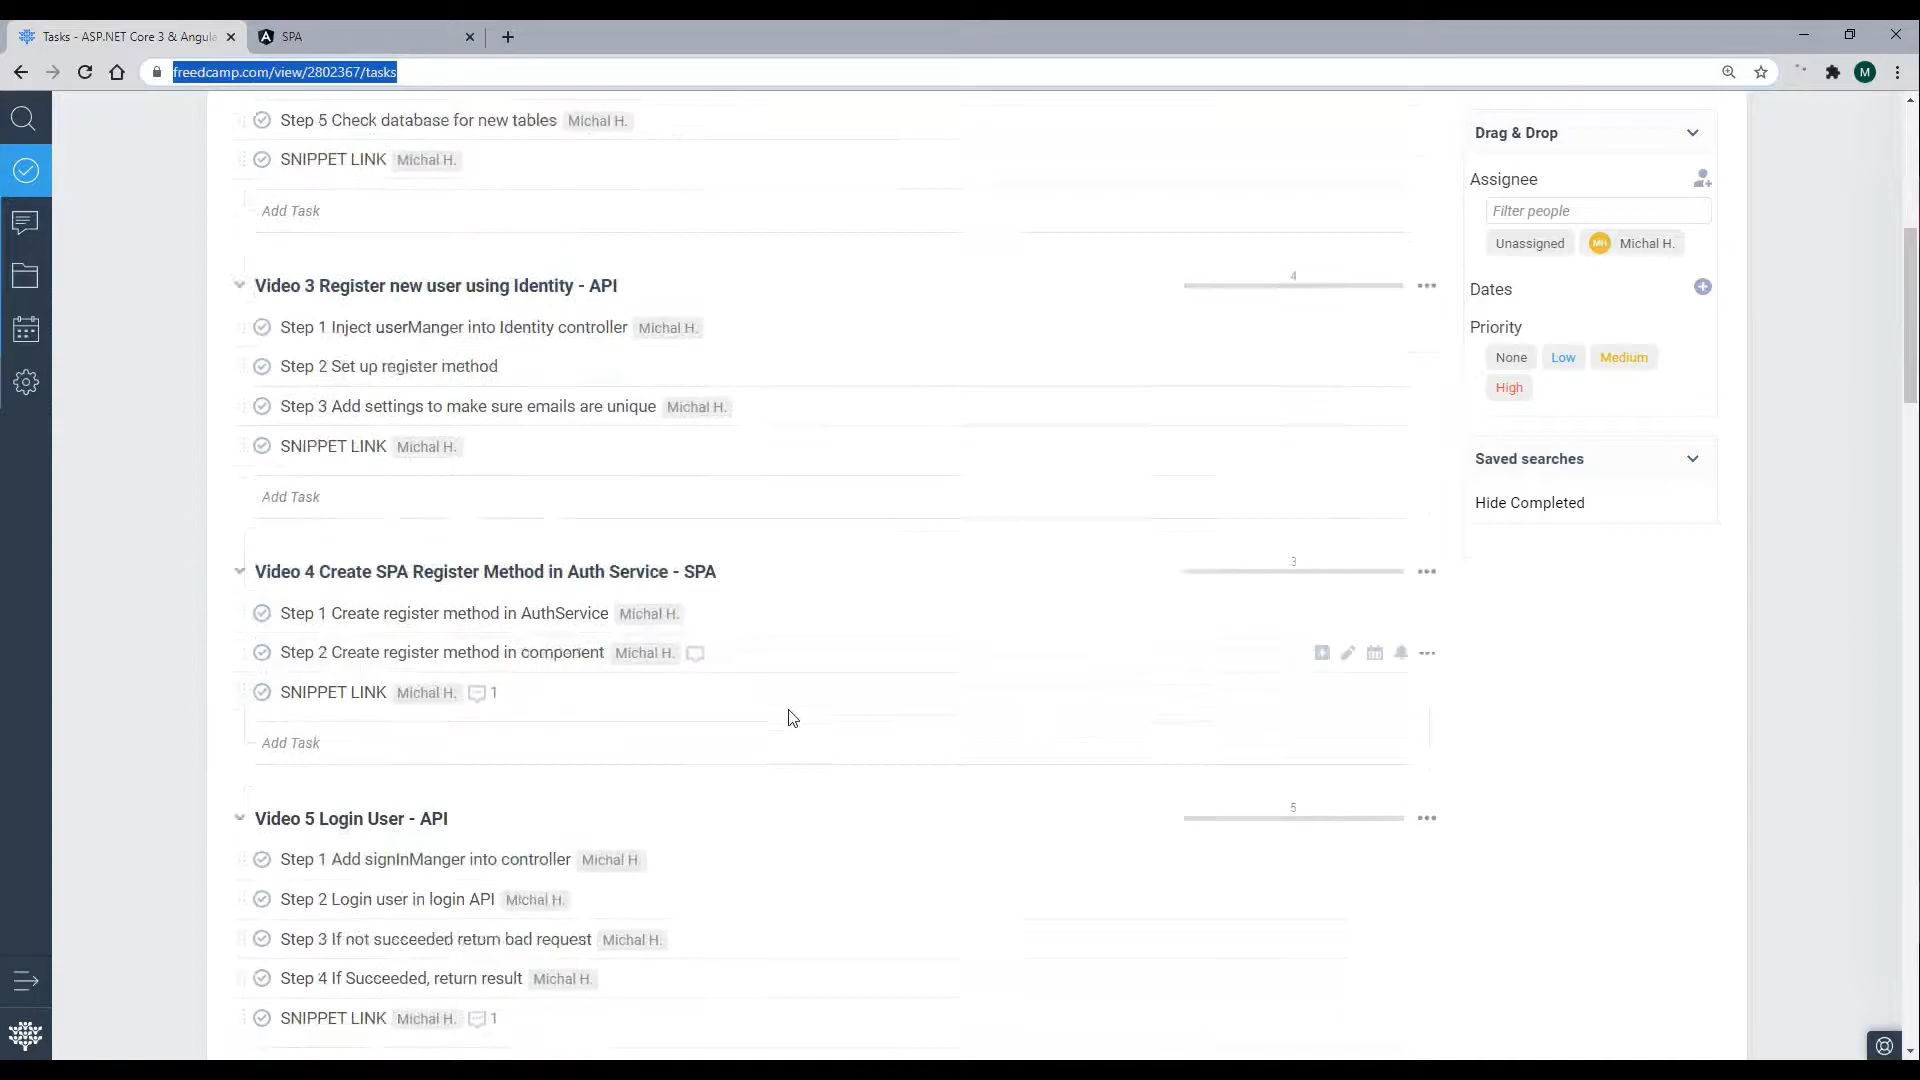 Tasks - ASP.NET Core 3 & Angula
SPA
freedcamp.com/view/2802367/tasks
M
Step 5 Check database for new tables Michal H.
SNIPPET LINK Michal H.
Add Task
Video 3 Register new user using Identity - API
4
Step 1 Inject userManger into Identity controller Michal H.
Step 2 Set up register method
Step 3 Add settings to make sure emails are unique Michal H.
SNIPPET LINK Michal H.
Add Task
Video 4 Create SPA Register Method in Auth Service - SPA
3
Step 1 Create register method in AuthService Michal H.
Step 2 Create register method in component Michal H.
SNIPPET LINK Michal H. 1
Add Task
Video 5 Login User - API
5
Step 1 Add signInManger into controller Michal H.
Step 2 Login user in login API Michal H.
Step 3 If not succeeded return bad request Michal H.
Step 4 If Succeeded, return result Michal H.
SNIPPET LINK Michal H. 1
Drag & Drop
Assignee
Filter people
Unassigned MH Michal H.
Dates
Priority
None Low Medium
High
Saved searches
Hide Completed